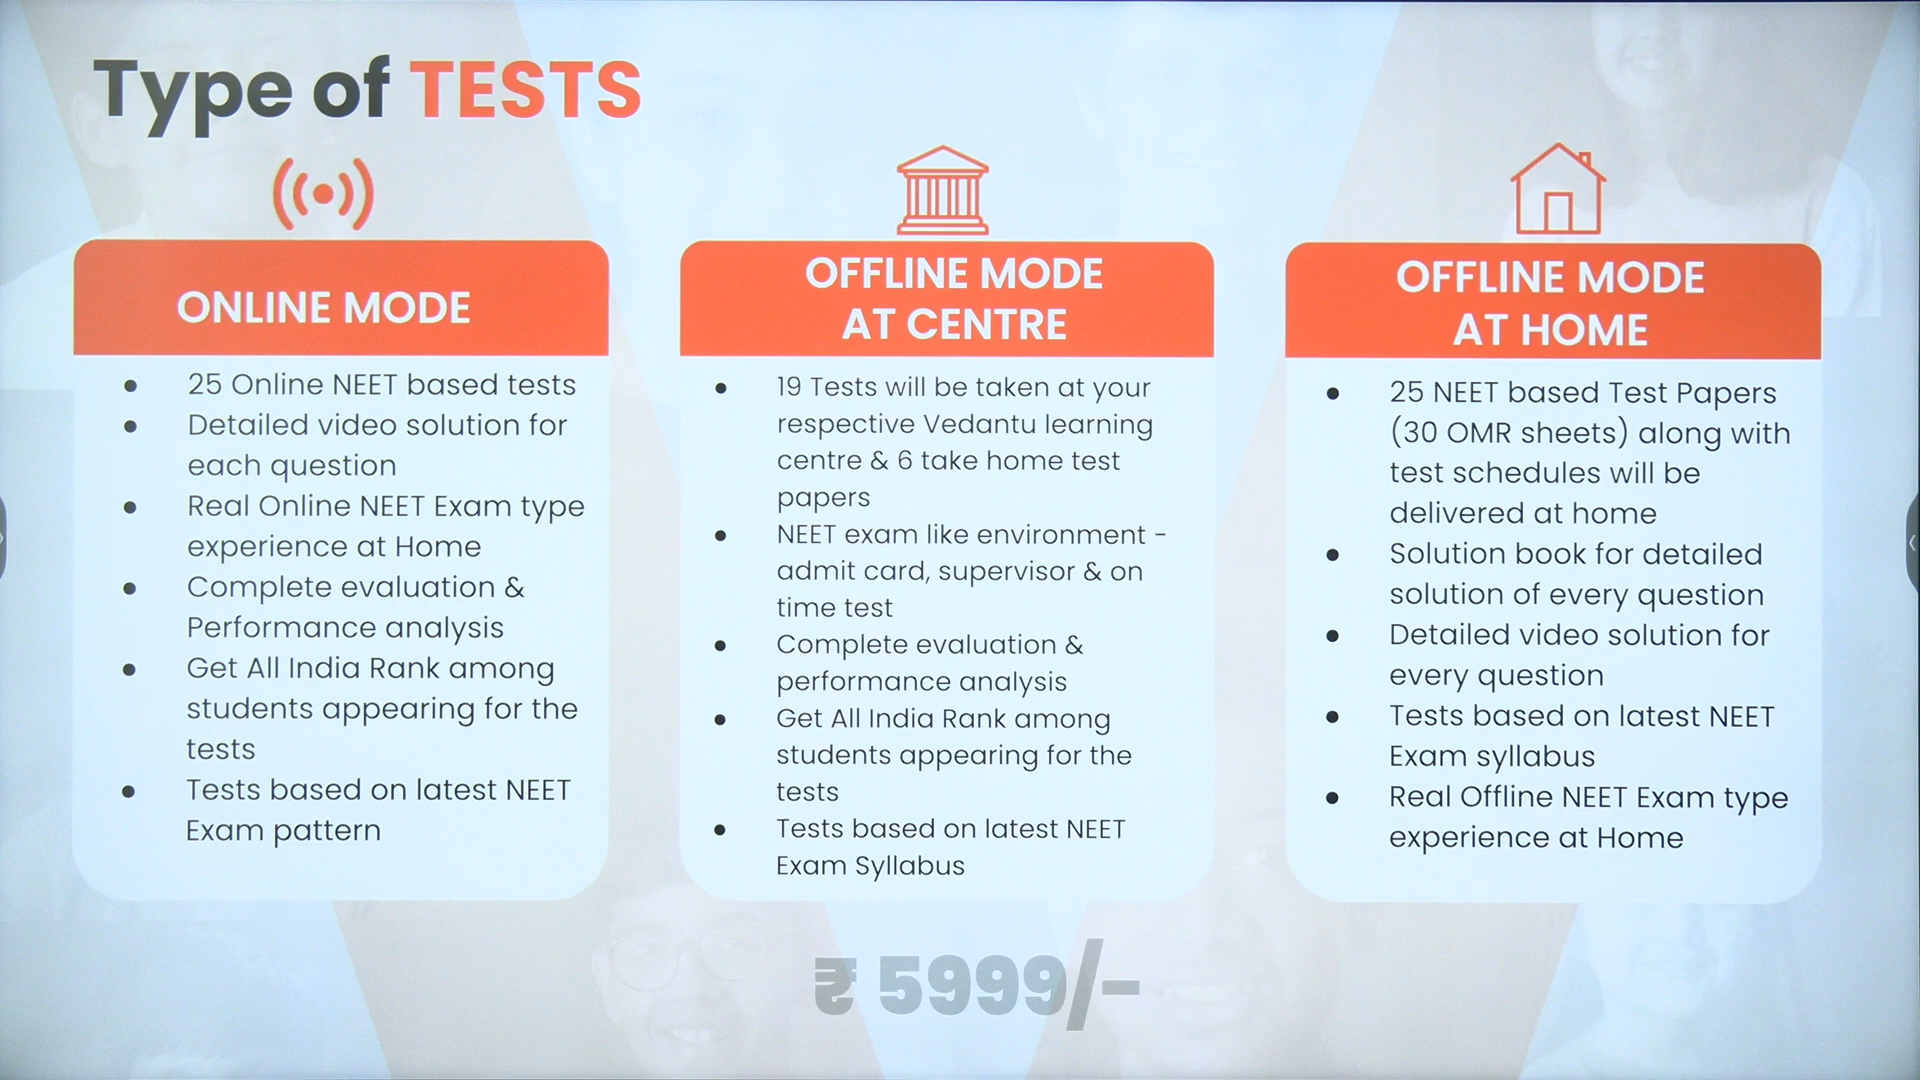 Type of TESTS
ONLINE MODE
• 25 Online NEET based tests
• Detailed video solution for
each question
• Real Online NEET Exam type
experience at Home
• Complete evaluation &
Performance analysis
• Get All India Rank among
students appearing for the
tests
• Tests based on latest NEET
Exam pattern
OFFLINE MODE
AT CENTRE
• 19 Tests will be taken at your
respective Vedantu learning
centre & 6 take home test
papers
• NEET exam like environment -
admit card, supervisor & on
time test
• Complete evaluation &
performance analysis
• Get All India Rank among
students appearing for the
tests
• Tests based on latest NEET
Exam Syllabus
OFFLINE MODE
AT HOME
• 25 NEET based Test Papers
(30 OMR sheets) along with
test schedules will be
delivered at home
• Solution book for detailed
solution of every question
• Detailed video solution for
every question
• Tests based on latest NEET
Exam syllabus
• Real Offline NEET Exam type
experience at Home
₹ 5999/-